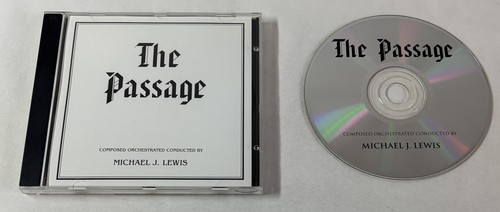 The
Passage
COMPOSED ORCHESTRATED CONDUCTED BY
MICHAEL J. LEWIS
The Passage
COMPOSED ORCHESTRATED CONDUCTED BY
MICHAEL J. LEWIS